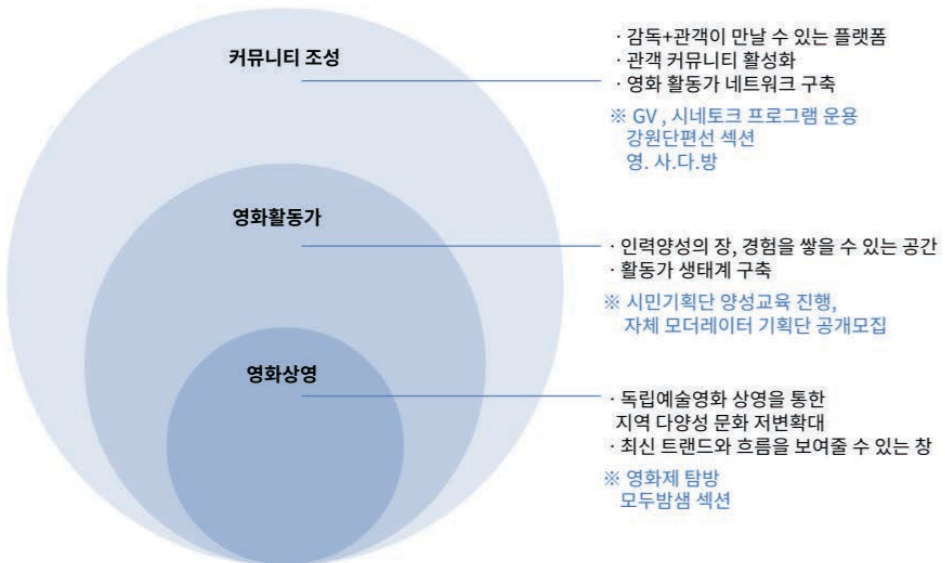 커뮤니티 조성
· 감독+관객이 만날 수 있는 플랫폼
· 관객 커뮤니티 활성화
· 영화 활동가 네트워크 구축
※ GV , 시네토크 프로그램 운용
강원단편선 섹션
영. 사.다.방
영화활동가
· 인력양성의 장, 경험을 쌓을 수 있는 공간
· 활동가 생태계 구축
※ 시민기획단 양성교육 진행,
자체 모더레이터 기획단 공개모집
영화상영
· 독립예술영화 상영을 통한
지역 다양성 문화 저변확대
· 최신 트랜드와 흐름을 보여줄 수 있는 창
※ 영화제 탐방
모두밤샘 섹션